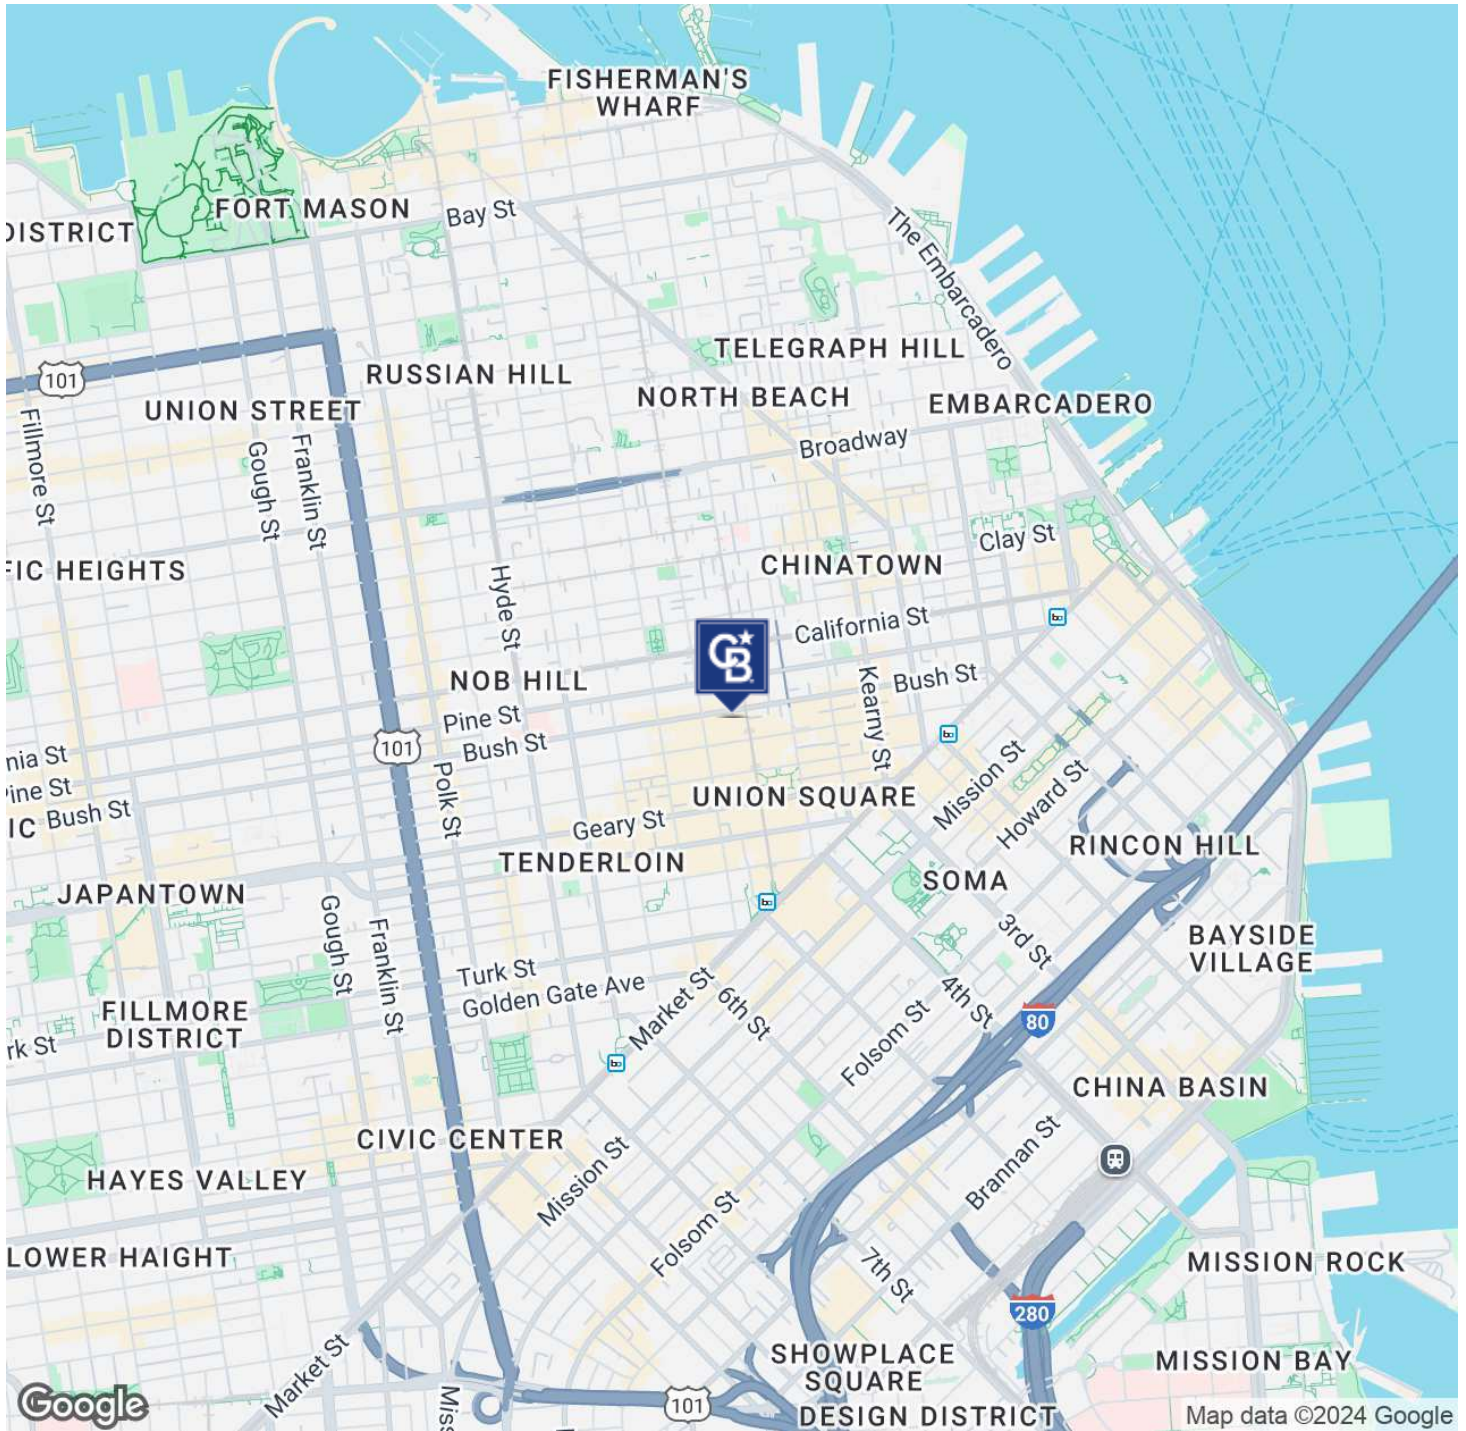 FISHERMAN'S
WHARF
FORT MASON
Bay St
DISTRICT
The Embarcadero
TELEGRAPH HILL
RUSSIAN HILL
101
NORTH BEACH
EMBARCADERO
UNION STREET
Fillmore St
Gough St
Franklin St
Broadway
Clay St
CHINATOWN
FIC HEIGHTS
Hyde St
California St
CB
NOB HILL
Kearny St
Bush St
Pine St
Bush St
101
nia St
Pine St
Bush St
IC
Polk St
Mission St
Howard St
UNION SQUARE
Geary St
RINCON HILL
TENDERLOIN
SOMA
JAPANTOWN
Gough St
Franklin St
3rd St
BAYSIDE
VILLAGE
Turk St
Golden Gate Ave
Market St
6th St
4th St
80
FILLMORE
DISTRICT
rk St
Folsom St
CHINA BASIN
CIVIC CENTER
Mission St
Brannan St
HAYES VALLEY
Folsom St
LOWER HAIGHT
7th St
MISSION ROCK
280
Market St
SHOWPLACE
SQUARE
MISSION BAY
Google
Miss
101
DESIGN DISTRICT
Map data ©2024 Google